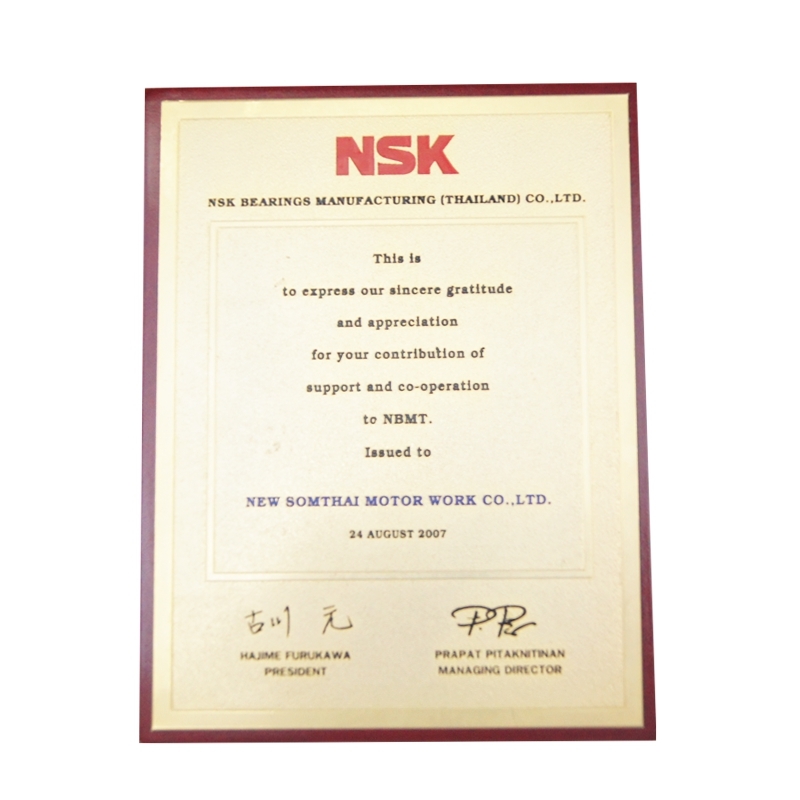 NSK
NSK BEARINGS MANUFACTURING (THAILAND) CO.,LTD.
This is
to express our sincere gratitude
and appreciation
for your contribution of
support and co-operation
to NBMT.
Issued to
NEW SOMTHAI MOTOR WORK CO.,LTD.
24 AUGUST 2007
古川 元
HAJIME FURUKAWA
PRESIDENT
PRAPAT PITAKNITINAN
MANAGING DIRECTOR